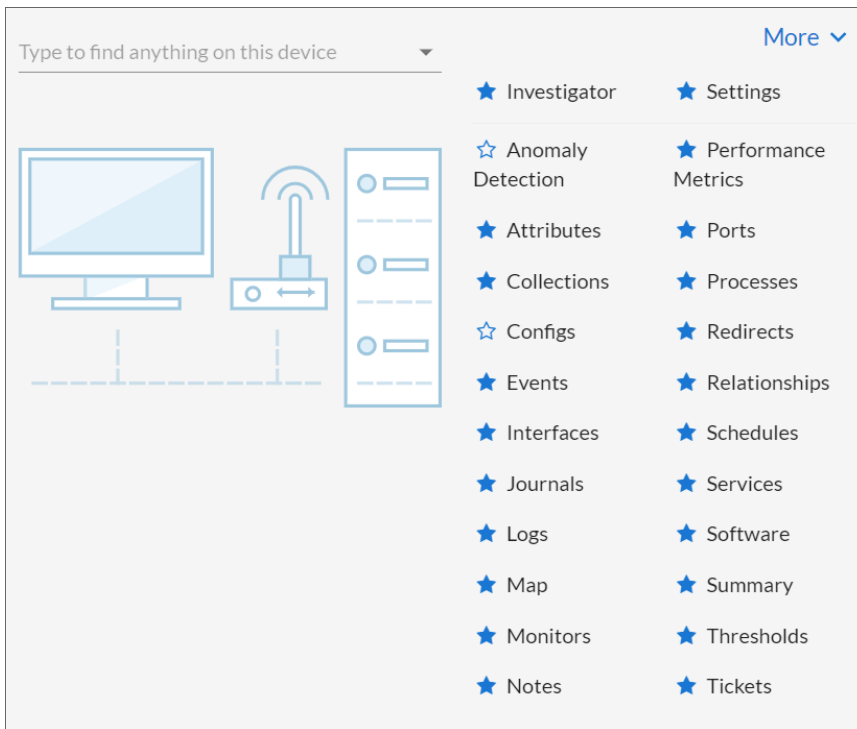 Type to find anything on this device
More
Investigator
Settings
Anomaly
Detection
Performance
Metrics
Attributes
Ports
Collections
Processes
Configs
Redirects
Events
Relationships
Interfaces
Schedules
Journals
Services
Logs
Software
Map
Summary
Monitors
Thresholds
Notes
Tickets